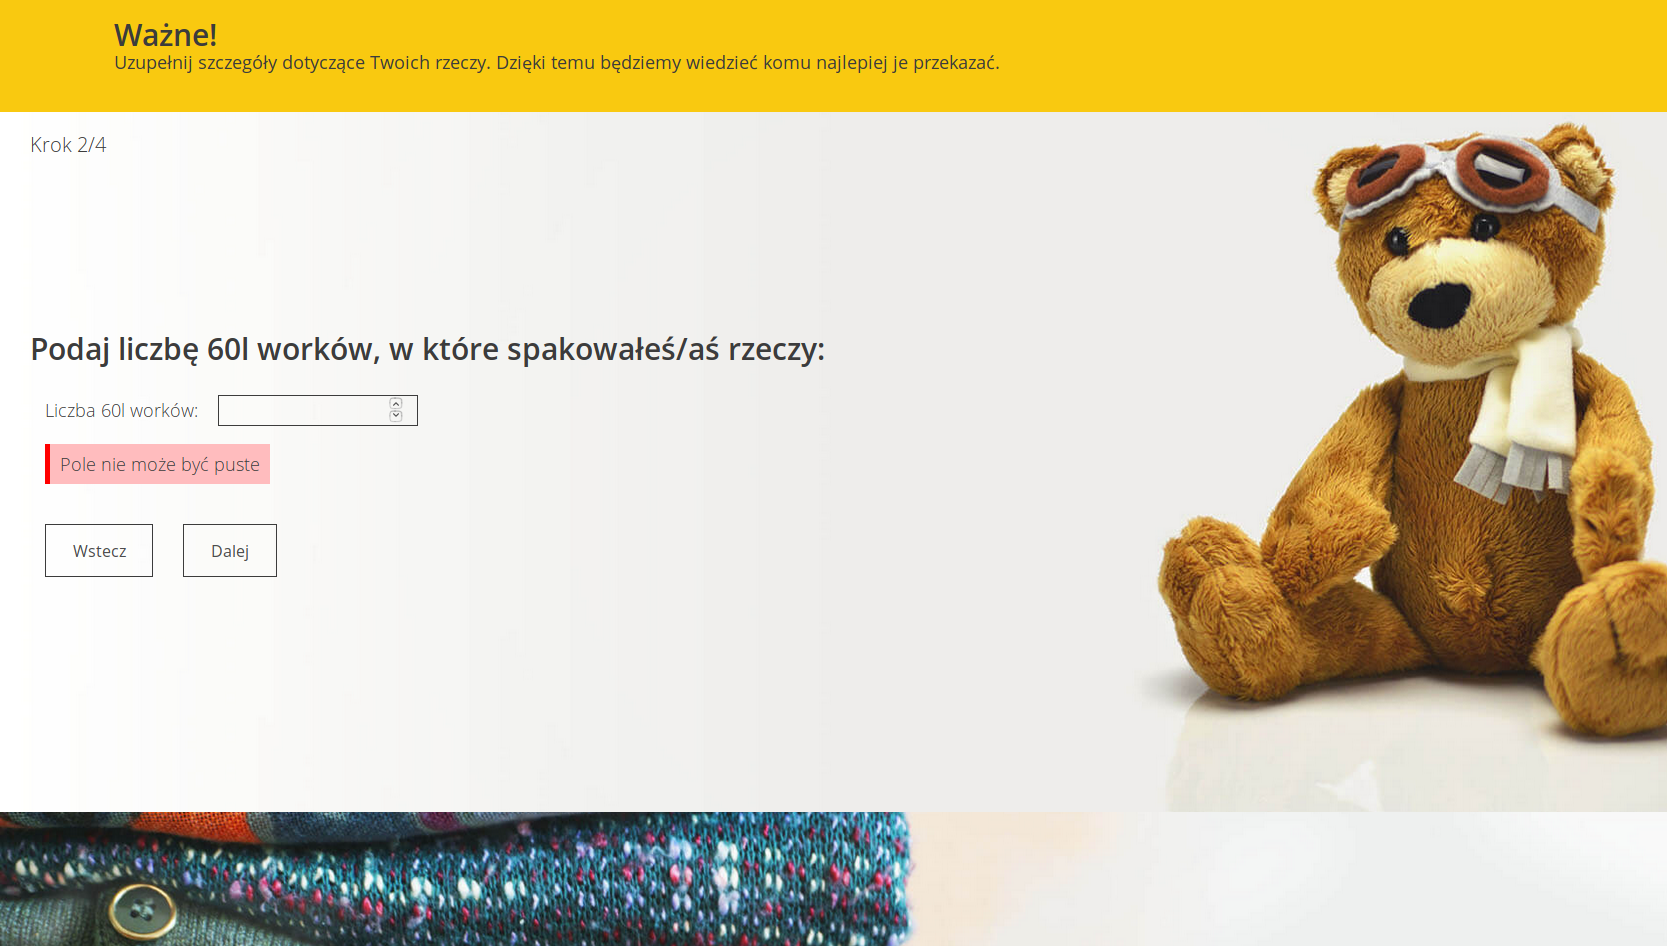 Ważne!
Uzupełnij szczegóły dotyczące Twoich rzeczy. Dzięki temu będziemy wiedzieć komu najlepiej je przekazać.
Krok 2/4
Podaj liczbę 60l worków, w które spakowałeś/aś rzeczy:
Liczba 60l worków:
Pole nie może być puste
Wstecz
Dalej